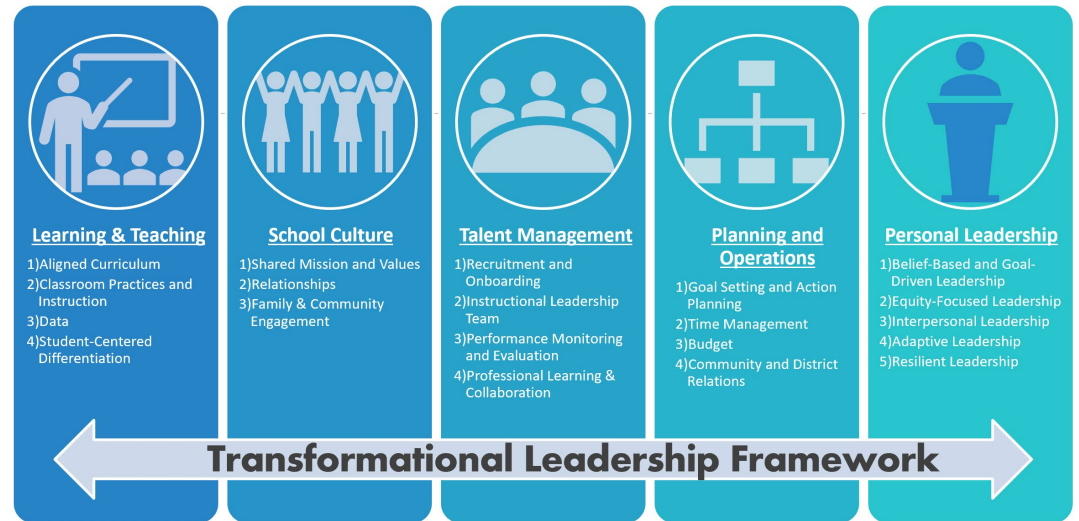 Learning & Teaching
1)Aligned Curriculum
2)Classroom Practices and
Instruction
3)Data
4)Student-Centered
Differentiation
School Culture
1)Shared Mission and Values
2)Relationships
3)Family & Community
Engagement
Talent Management
1)Recruitment and
Onboarding
2)Instructional Leadership
Team
3)Performance Monitoring
and Evaluation
4)Professional Learning &
Collaboration
Planning and
Operations
1)Goal Setting and Action
Planning
2)Time Management
3)Budget
4)Community and District
Relations
Personal Leadership
1)Belief-Based and Goal-
Driven Leadership
2)Equity-Focused Leadership
3)Interpersonal Leadership
4)Adaptive Leadership
5)Resilient Leadership
Transformational Leadership Framework